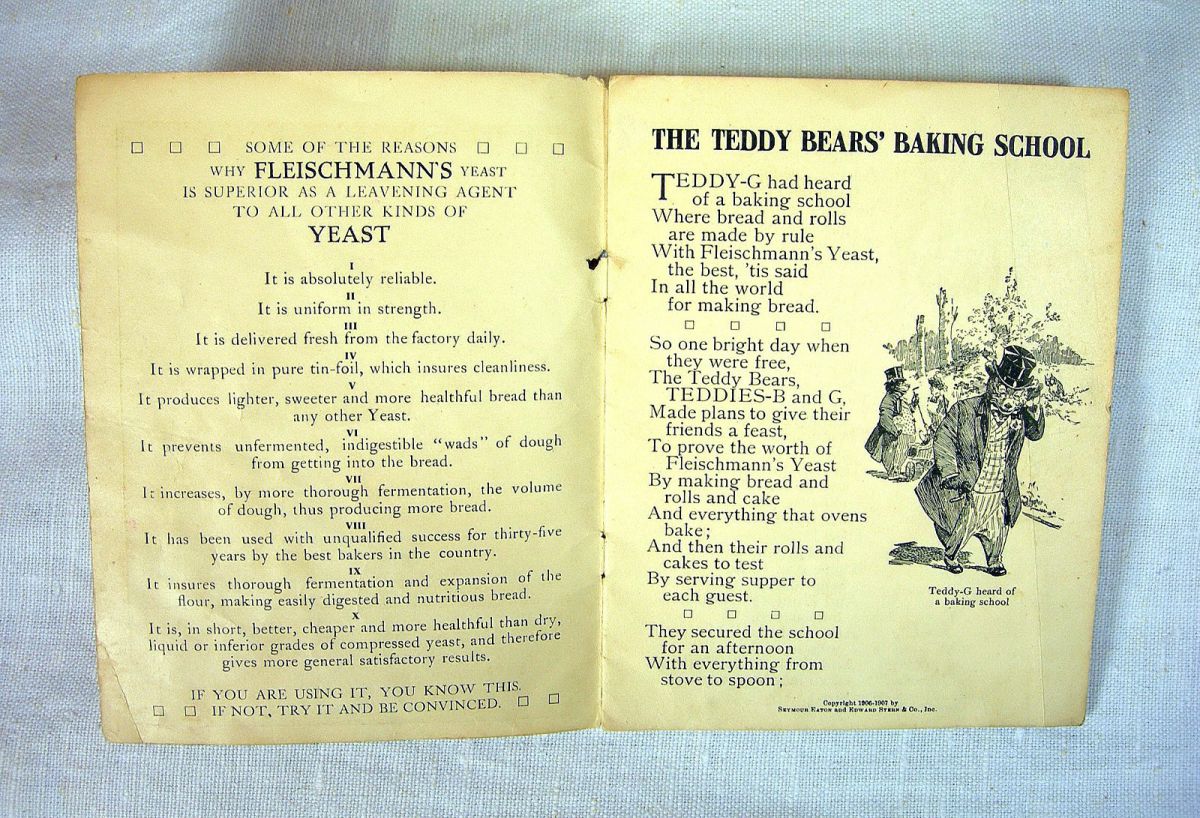 SOME OF THE REASONS
WHY FLEISCHMANN'S YEAST
IS SUPERIOR AS A LEAVENING AGENT
TO ALL OTHER KINDS OF
YEAST
I
It is absolutely reliable.
II
It is uniform in strength.
III
It is delivered fresh from the factory daily.
IV
It is wrapped in pure tin-foil, which insures cleanliness.
V
It produces lighter, sweeter and more healthful bread than
any other Yeast.
VI
It prevents unfermented, indigestible "wads" of dough
from getting into the bread.
VII
It increases, by more thorough fermentation, the volume
of dough, thus producing more bread.
VIII
It has been used with unqualified success for thirty-five
years by the best bakers in the country.
IX
It insures thorough fermentation and expansion of the
flour, making easily digested and nutritious bread.
X
It is, in short, better, cheaper and more healthful than dry,
liquid or inferior grades of compressed yeast, and therefore
gives more general satisfactory results.
IF YOU ARE USING IT, YOU KNOW THIS.
IF NOT, TRY IT AND BE CONVINCED.
THE TEDDY BEARS' BAKING SCHOOL
TEDDY-G had heard
of a baking school
Where bread and rolls
are made by rule
With Fleischmann's Yeast,
the best, 'tis said
In all the world
for making bread.
So one bright day when
they were free,
The Teddy Bears,
TEDDIES-B and G,
Made plans to give their
friends a feast,
To prove the worth of
Fleischmann's Yeast
By making bread and
rolls and cake
And everything that ovens
bake;
And then their rolls and
cakes to test
By serving supper to
each guest.
They secured the school
for an afternoon
With everything from
stove to spoon;
Teddy-G heard of
a baking school
Copyright 1906-1907 by
SEYMOUR EATON and EDWARD STERN & CO., INC.